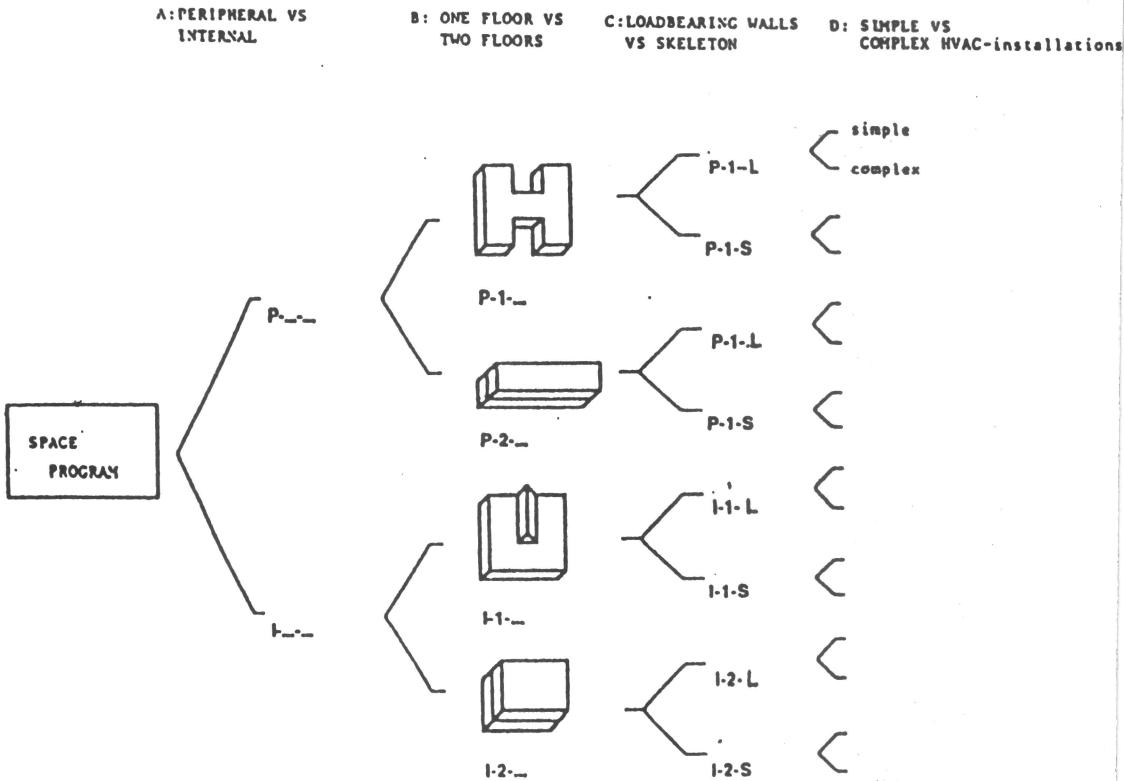 A:PERIPHERAL VS
INTERNAL
B: ONE FLOOR VS
TWO FLOORS
C:LOADBEARING WALLS
VS SKELETON
D: SIMPLE VS
COMPLEX HVAC-installations
simple
complex
P-1-L
P-1-S
P-1-_
P-_-_
P-1-L
P-1-S
P-2-_
SPACE
PROGRAM
I-1-L
I-1-S
I-1-_
I-_-_
I-2-L
I-2-S
I-2-_